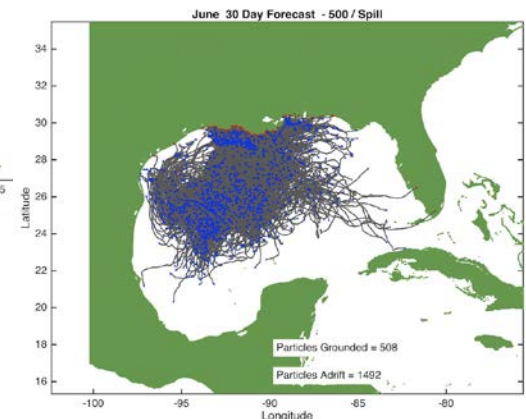 June 30 Day Forecast - 500 / Spill
34
32
30
28
26
24
22
20
18
16
Latitude
5
Particles Grounded = 508
Particles Adrift = 1492
-100 -95 -90 -85 -80
Longitude